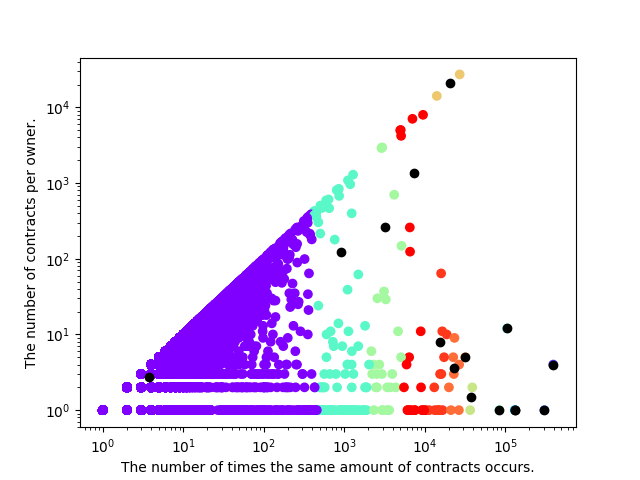 The number of contracts per owner.
10⁴
10³
10²
10¹
10⁰
10⁰ 10¹ 10² 10³ 10⁴ 10⁵
The number of times the same amount of contracts occurs.